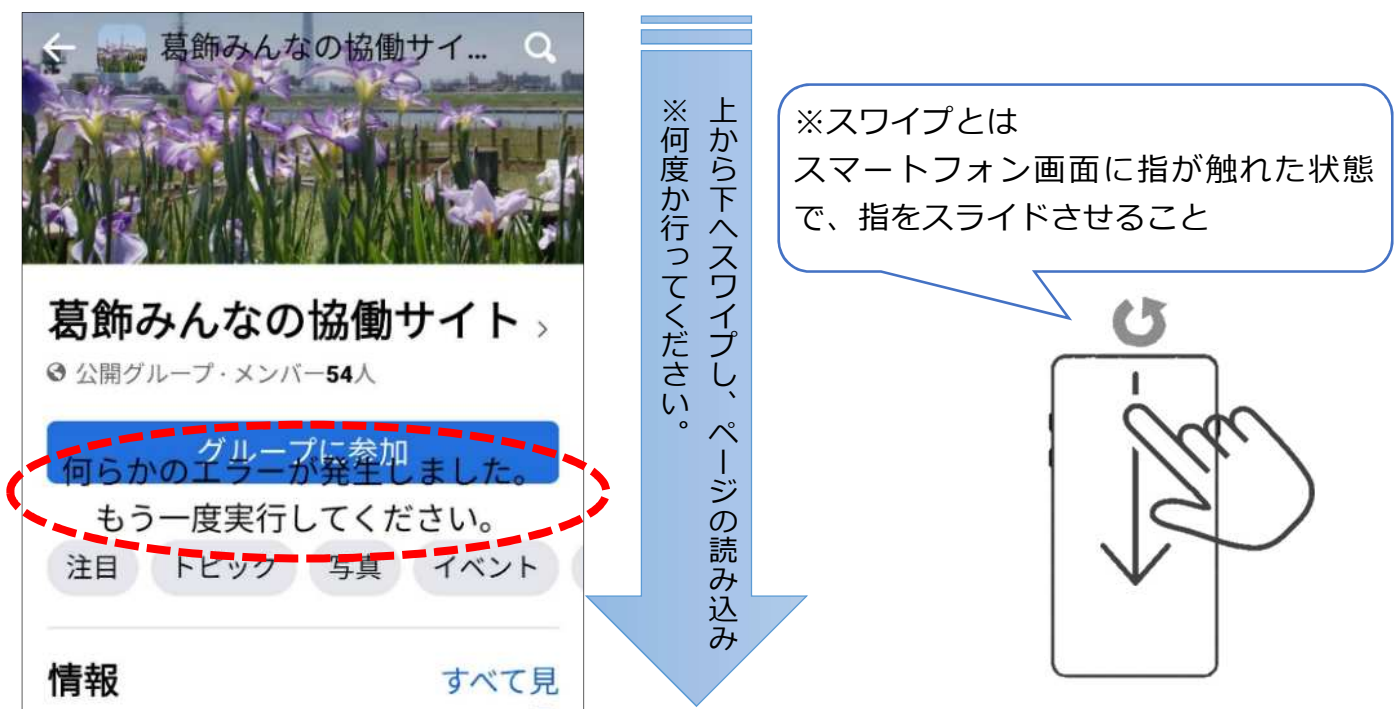 葛飾みんなの協働サイ...
葛飾みんなの協働サイト
公開グループ・メンバー54人
グループに参加
何らかのエラーが発生しました。
もう一度実行してください。
注目
トピック
写真
イベント
情報
すべて見
上から下へスワイプし、ページの読み込み
※何度か行ってください。
※スワイプとは
スマートフォン画面に指が触れた状態
で、指をスライドさせること